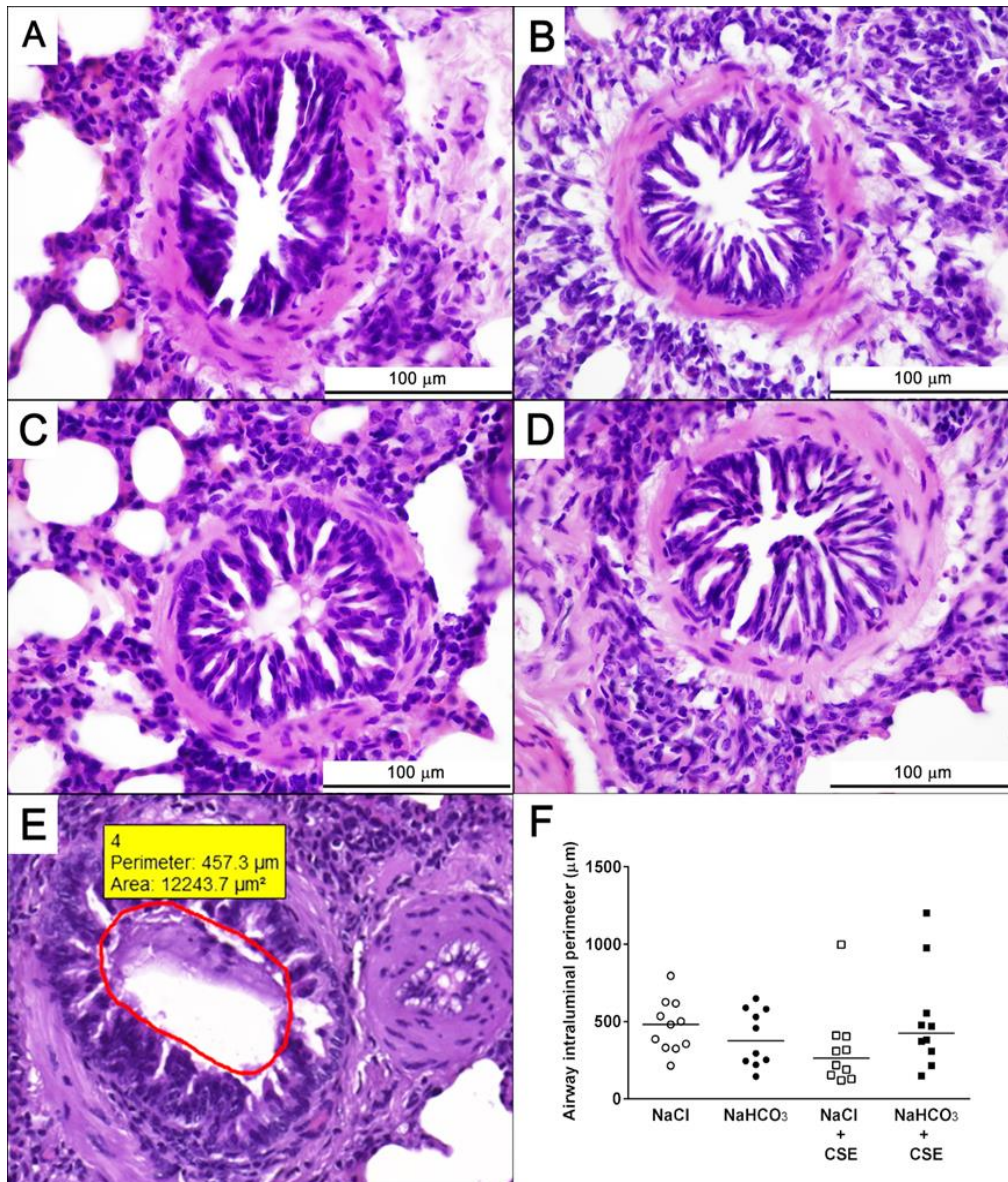 A
100 μm
B
100 μm
C
100 μm
D
100 μm
E
4
Perimeter: 457.3 μm
Area: 12243.7 μm²
F
Airway intraluminal perimeter (μm)
1500
1000
500
0
NaCl
NaHCO₃
NaCl
+
CSE
NaHCO₃
+
CSE